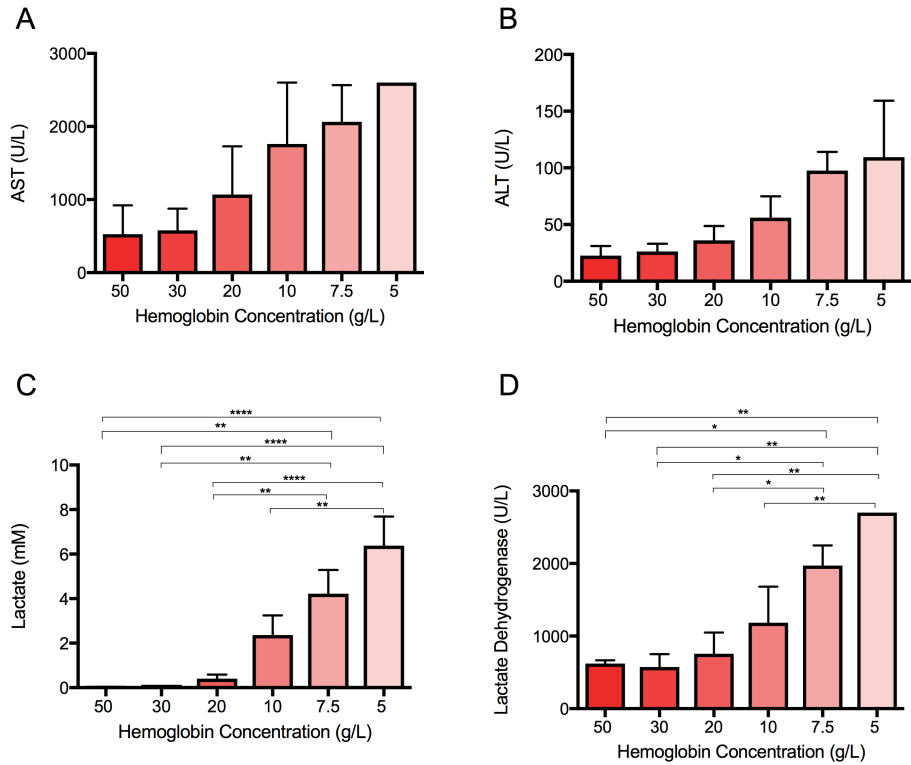 A
3000
2000
1000
0
AST (U/L)
50 30 20 10 7.5 5
Hemoglobin Concentration (g/L)
B
200
150
100
50
0
ALT (U/L)
50 30 20 10 7.5 5
Hemoglobin Concentration (g/L)
C
****
**
****
**
****
**
**
10
8
6
4
2
0
Lactate (mM)
50 30 20 10 7.5 5
Hemoglobin Concentration (g/L)
D
**
*
**
*
**
*
**
3000
2000
1000
0
Lactate Dehydrogenase (U/L)
50 30 20 10 7.5 5
Hemoglobin Concentration (g/L)